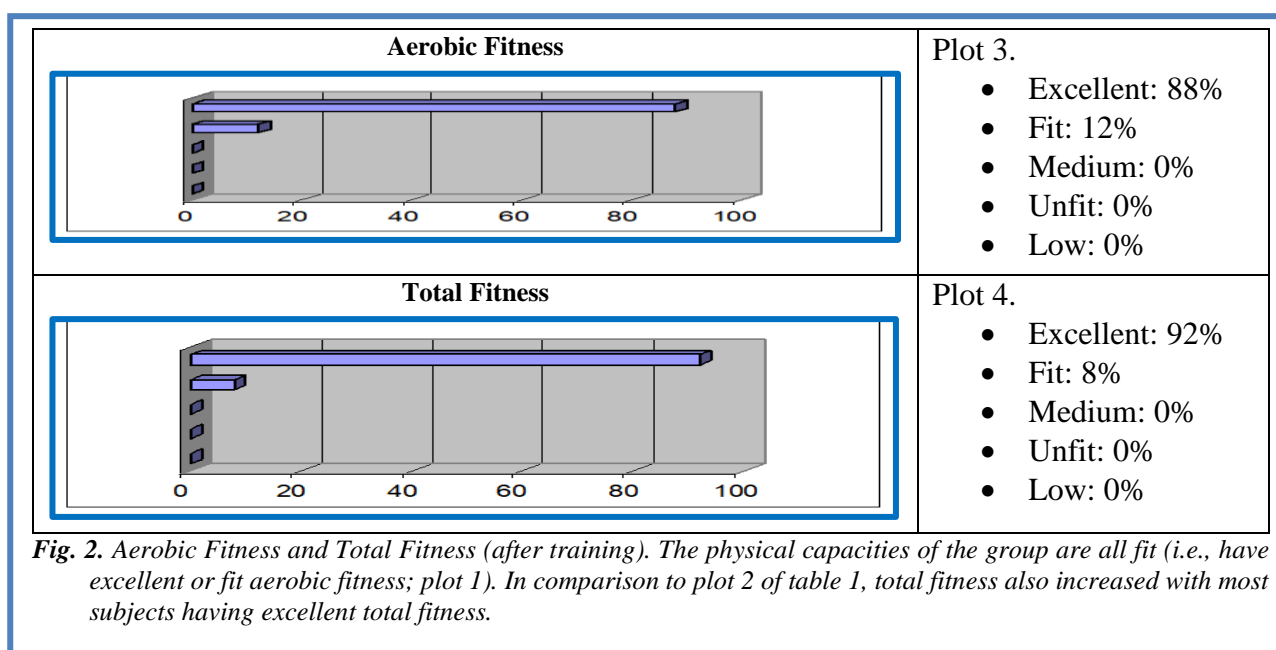 Aerobic Fitness
0 20 40 60 80 100
Plot 3.
• Excellent: 88%
• Fit: 12%
• Medium: 0%
• Unfit: 0%
• Low: 0%
Total Fitness
0 20 40 60 80 100
Plot 4.
• Excellent: 92%
• Fit: 8%
• Medium: 0%
• Unfit: 0%
• Low: 0%
Fig. 2. Aerobic Fitness and Total Fitness (after training). The physical capacities of the group are all fit (i.e., have
excellent or fit aerobic fitness; plot 1). In comparison to plot 2 of table 1, total fitness also increased with most
subjects having excellent total fitness.